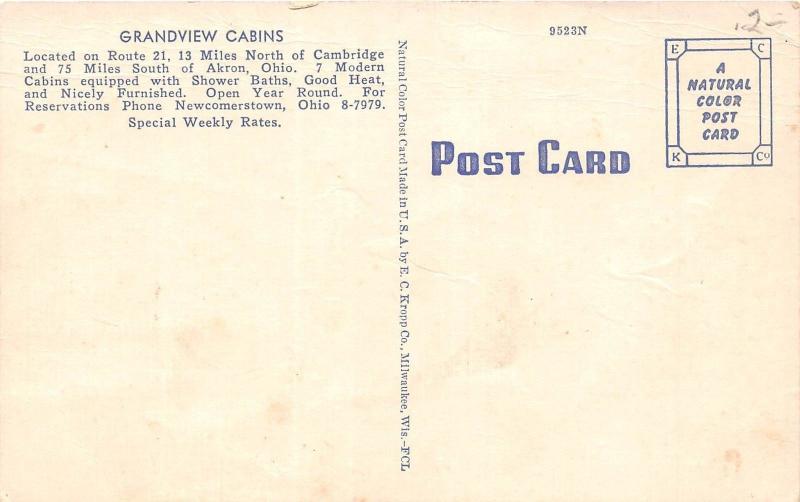 GRANDVIEW CABINS
Located on Route 21, 13 Miles North of Cambridge
and 75 Miles South of Akron, Ohio. 7 Modern
Cabins equipped with Shower Baths, Good Heat,
and Nicely Furnished. Open Year Round. For
Reservations Phone Newcomerstown, Ohio 8-7979.
Special Weekly Rates.
Natural Color Post Card Made in U. S. A. by E. C. Kropp Co., Milwaukee, Wis.-FCL
9523N
.2-
POST CARD
E C
A
NATURAL
COLOR
POST
CARD
K Co